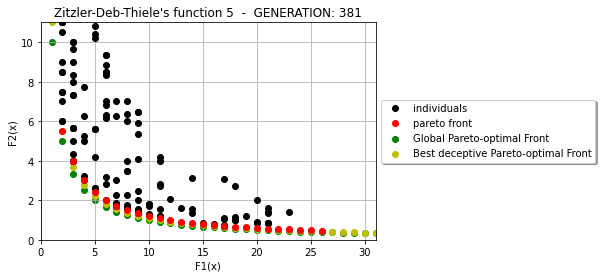 Zitzler-Deb-Thiele's function 5 - GENERATION: 381
10
8
6
4
2
0
F2(x)
0 5 10 15 20 25 30
F1(x)
individuals
pareto front
Global Pareto-optimal Front
Best deceptive Pareto-optimal Front